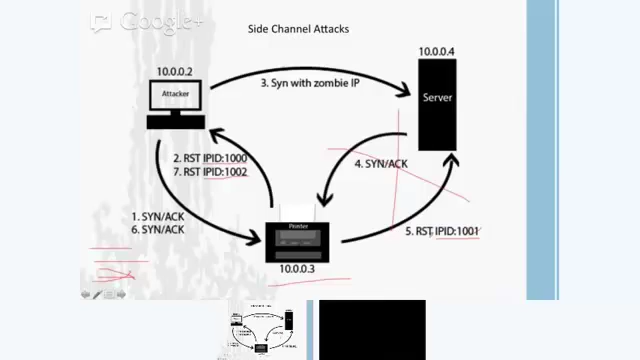 Google+
Side Channel Attacks
10.0.0.4
10.0.0.2
3. Syn with zombie IP
Attacker
Server
2. RST IPID:1000
7. RST IPID:1002
4. SYN/ACK
1. SYN/ACK
6. SYN/ACK
Printer
5. RST IPID:1001
10.0.0.3